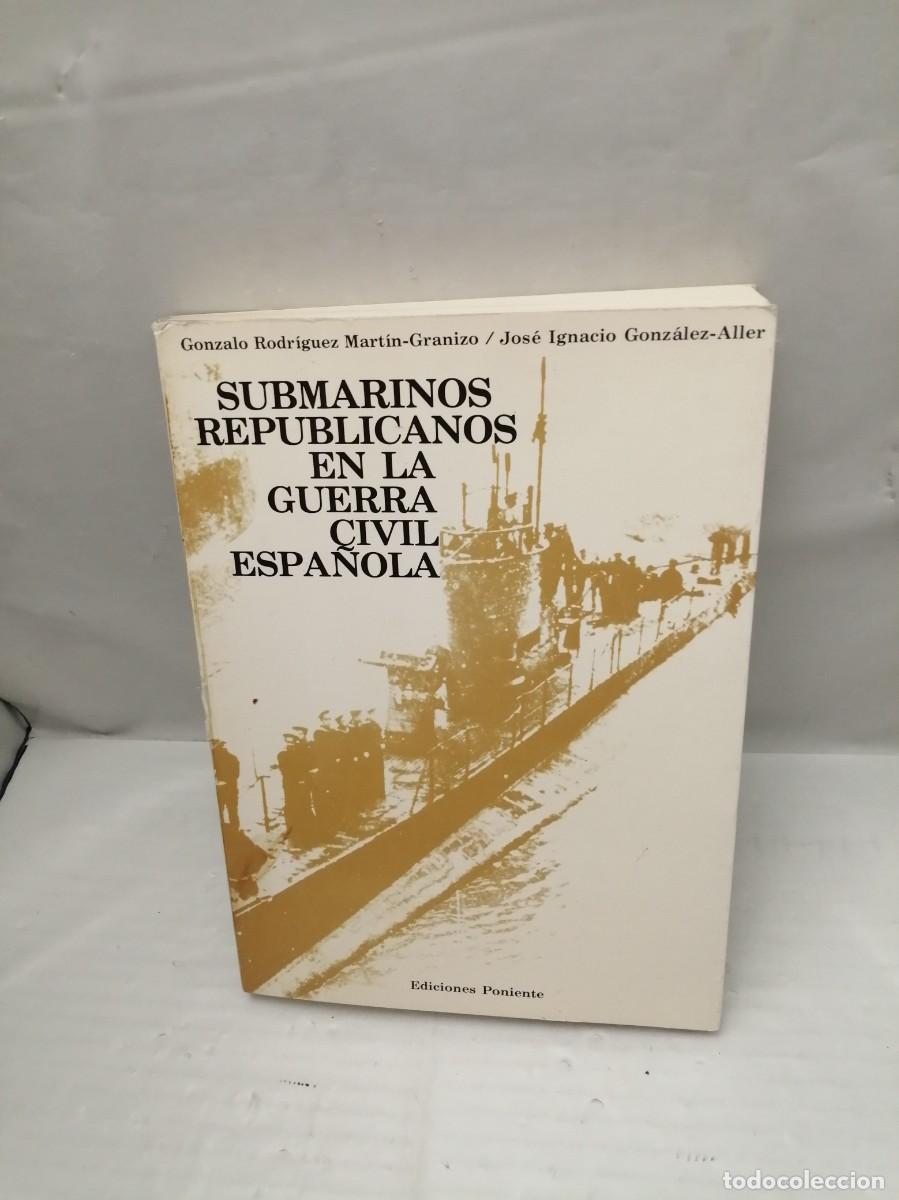 Gonzalo Rodríguez Martín-Granizo / José Ignacio González-Aller
SUBMARINOS
REPUBLICANOS
EN LA
GUERRA
CIVIL
ESPAÑOLA
Ediciones Poniente
todocoleccion